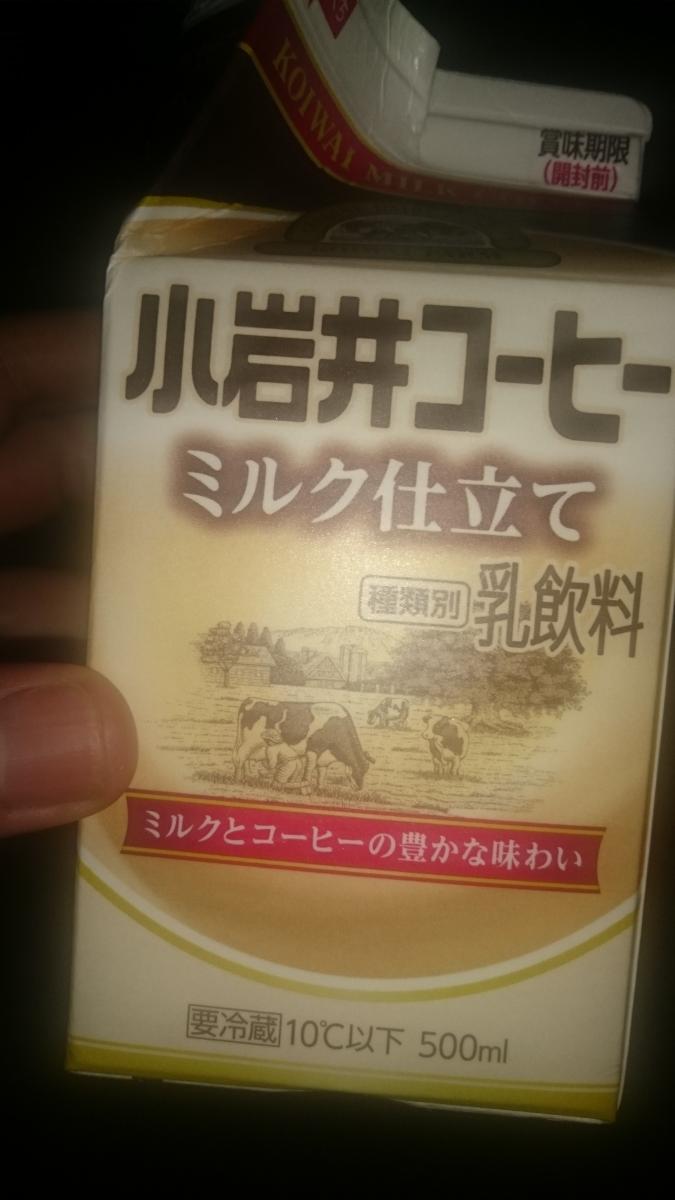 KOIWAI MILK
賞味期限
(開封前)
小岩井コーヒー
ミルク仕立て
種類別 乳飲料
ミルクとコーヒーの豊かな味わい
要冷蔵 10℃以下 500ml